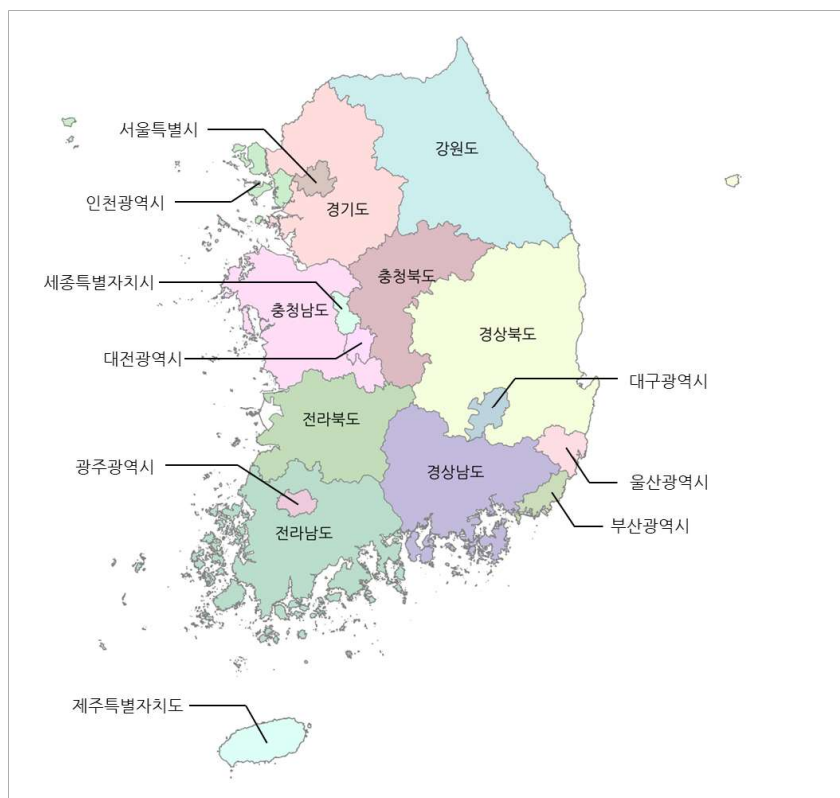 서울특별시
강원도
인천광역시
경기도
세종특별자치시
충청북도
충청남도
경상북도
대전광역시
대구광역시
전라북도
광주광역시
경상남도
울산광역시
전라남도
부산광역시
제주특별자치도